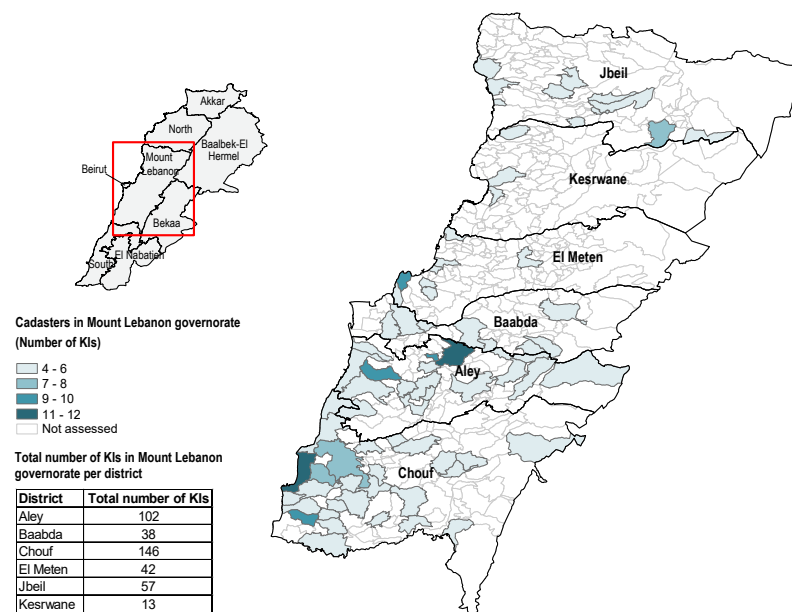 Akkar
North
Baalbek-El
Hermel
Mount
Lebanon
Beirut
Bekaa
El Nabatieh
South
Jbeil
Kesrwane
El Meten
Baabda
Aley
Chouf
Cadasters in Mount Lebanon governorate
(Number of KIs)
4 - 6
7 - 8
9 - 10
11 - 12
Not assessed
Total number of KIs in Mount Lebanon
governorate per district
District Total number of KIs
Aley 102
Baabda 38
Chouf 146
El Meten 42
Jbeil 57
Kesrwane 13